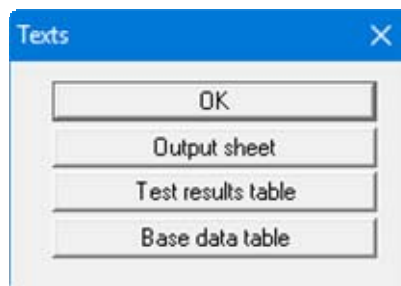 Texts
OK
Output sheet
Test results table
Base data table